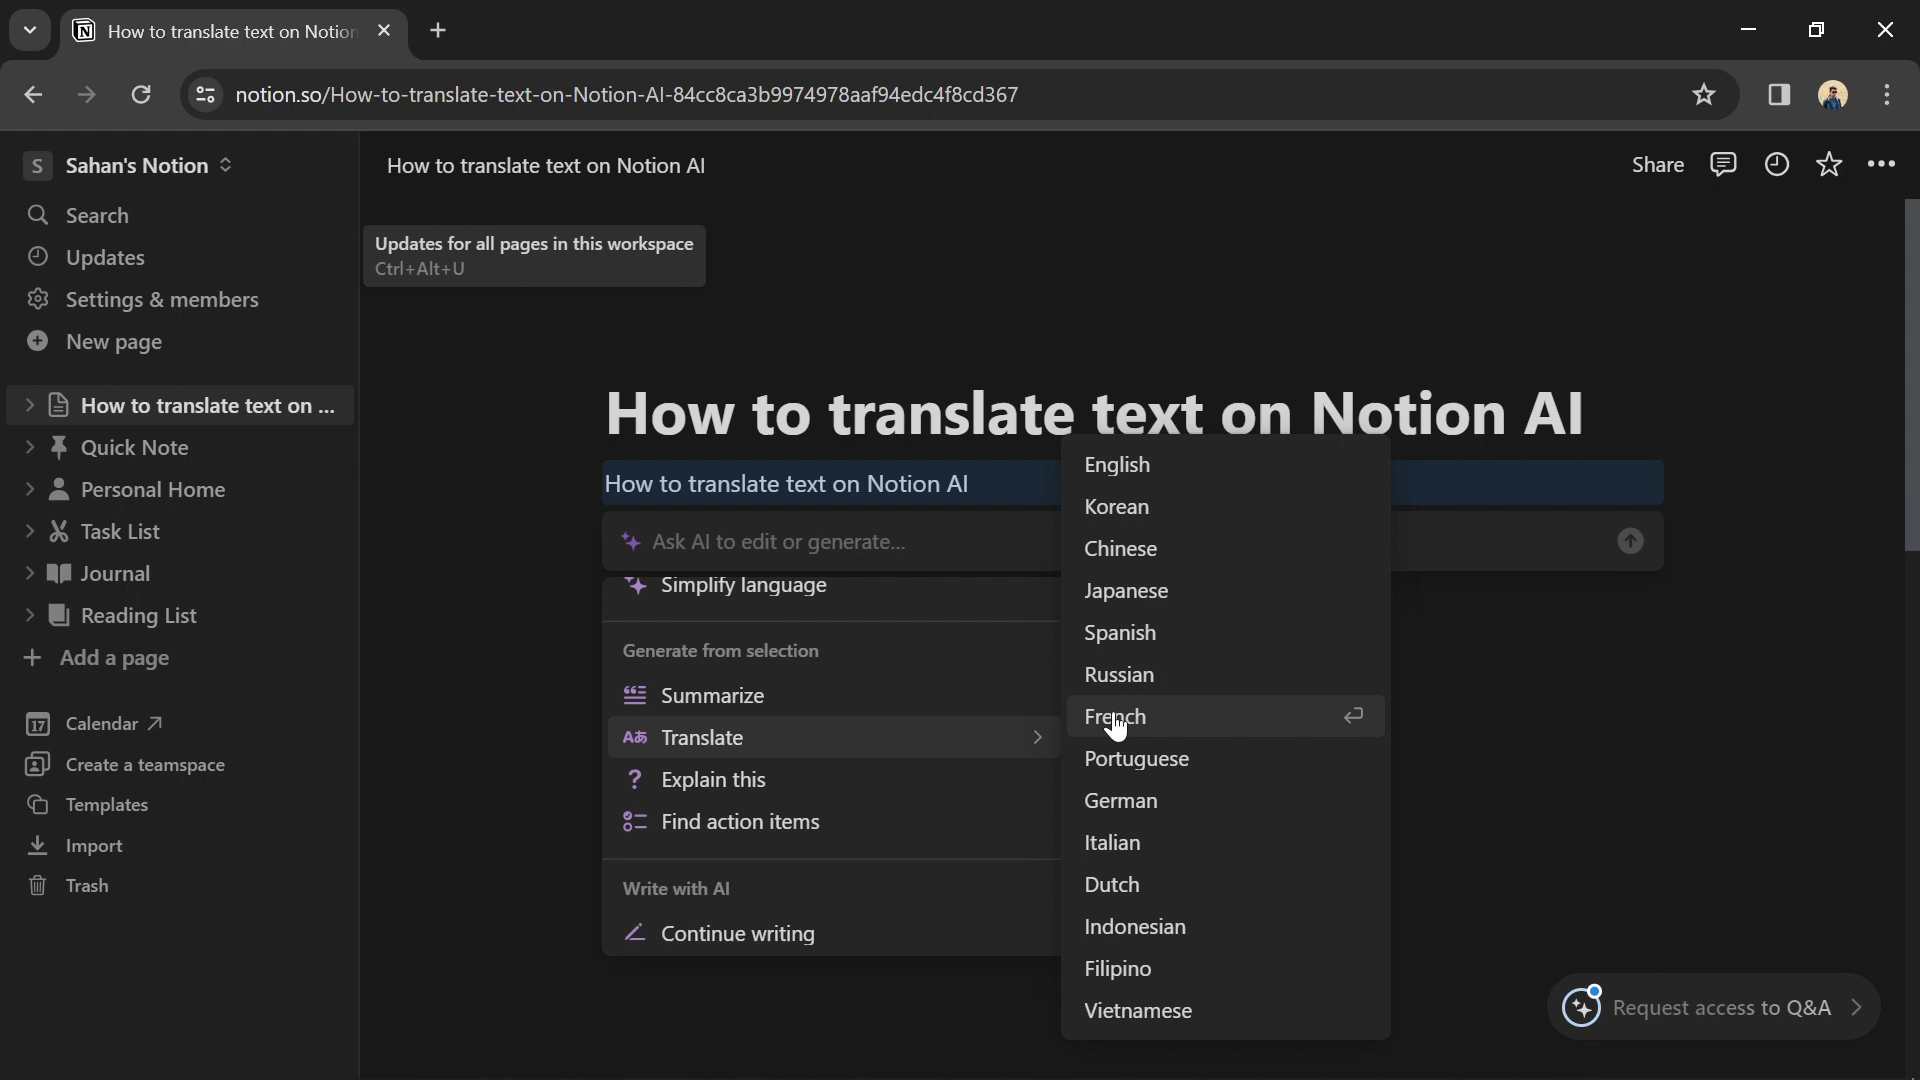 How to translate text on Notion
notion.so/How-to-translate-text-on-Notion-AI-84cc8ca3b9974978aaf94edc4f8cd367
S Sahan's Notion
Search
Updates
Settings & members
New page
How to translate text on ...
Quick Note
Personal Home
Task List
Journal
Reading List
Add a page
17 Calendar
Create a teamspace
Templates
Import
Trash
How to translate text on Notion AI
Share
Updates for all pages in this workspace
Ctrl+Alt+U
How to translate text on Notion AI
How to translate text on Notion AI
Ask AI to edit or generate...
Simplify language
Generate from selection
Summarize
Translate
Explain this
Find action items
Write with AI
Continue writing
English
Korean
Chinese
Japanese
Spanish
Russian
French
Portuguese
German
Italian
Dutch
Indonesian
Filipino
Vietnamese
Request access to Q&A